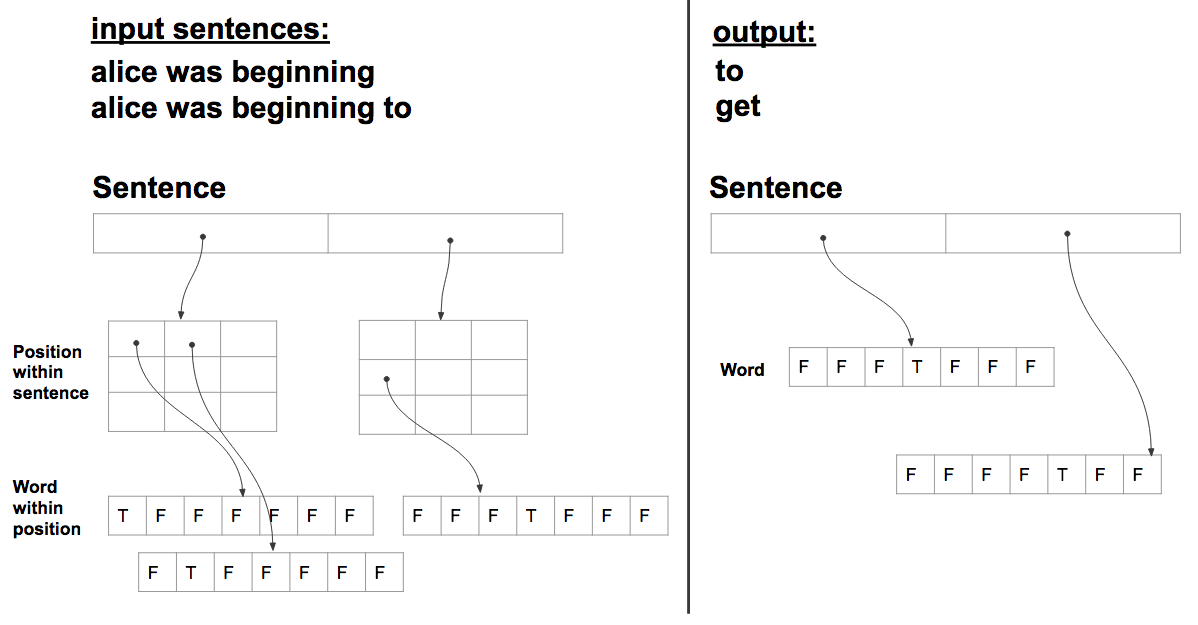 input sentences:
alice was beginning
alice was beginning to
Sentence
Position
within
sentence
Word
within
position
T F F F F F F
F F F T F F F
F T F F F F F
output:
to
get
Sentence
Word
F F F T F F F
F F F F T F F